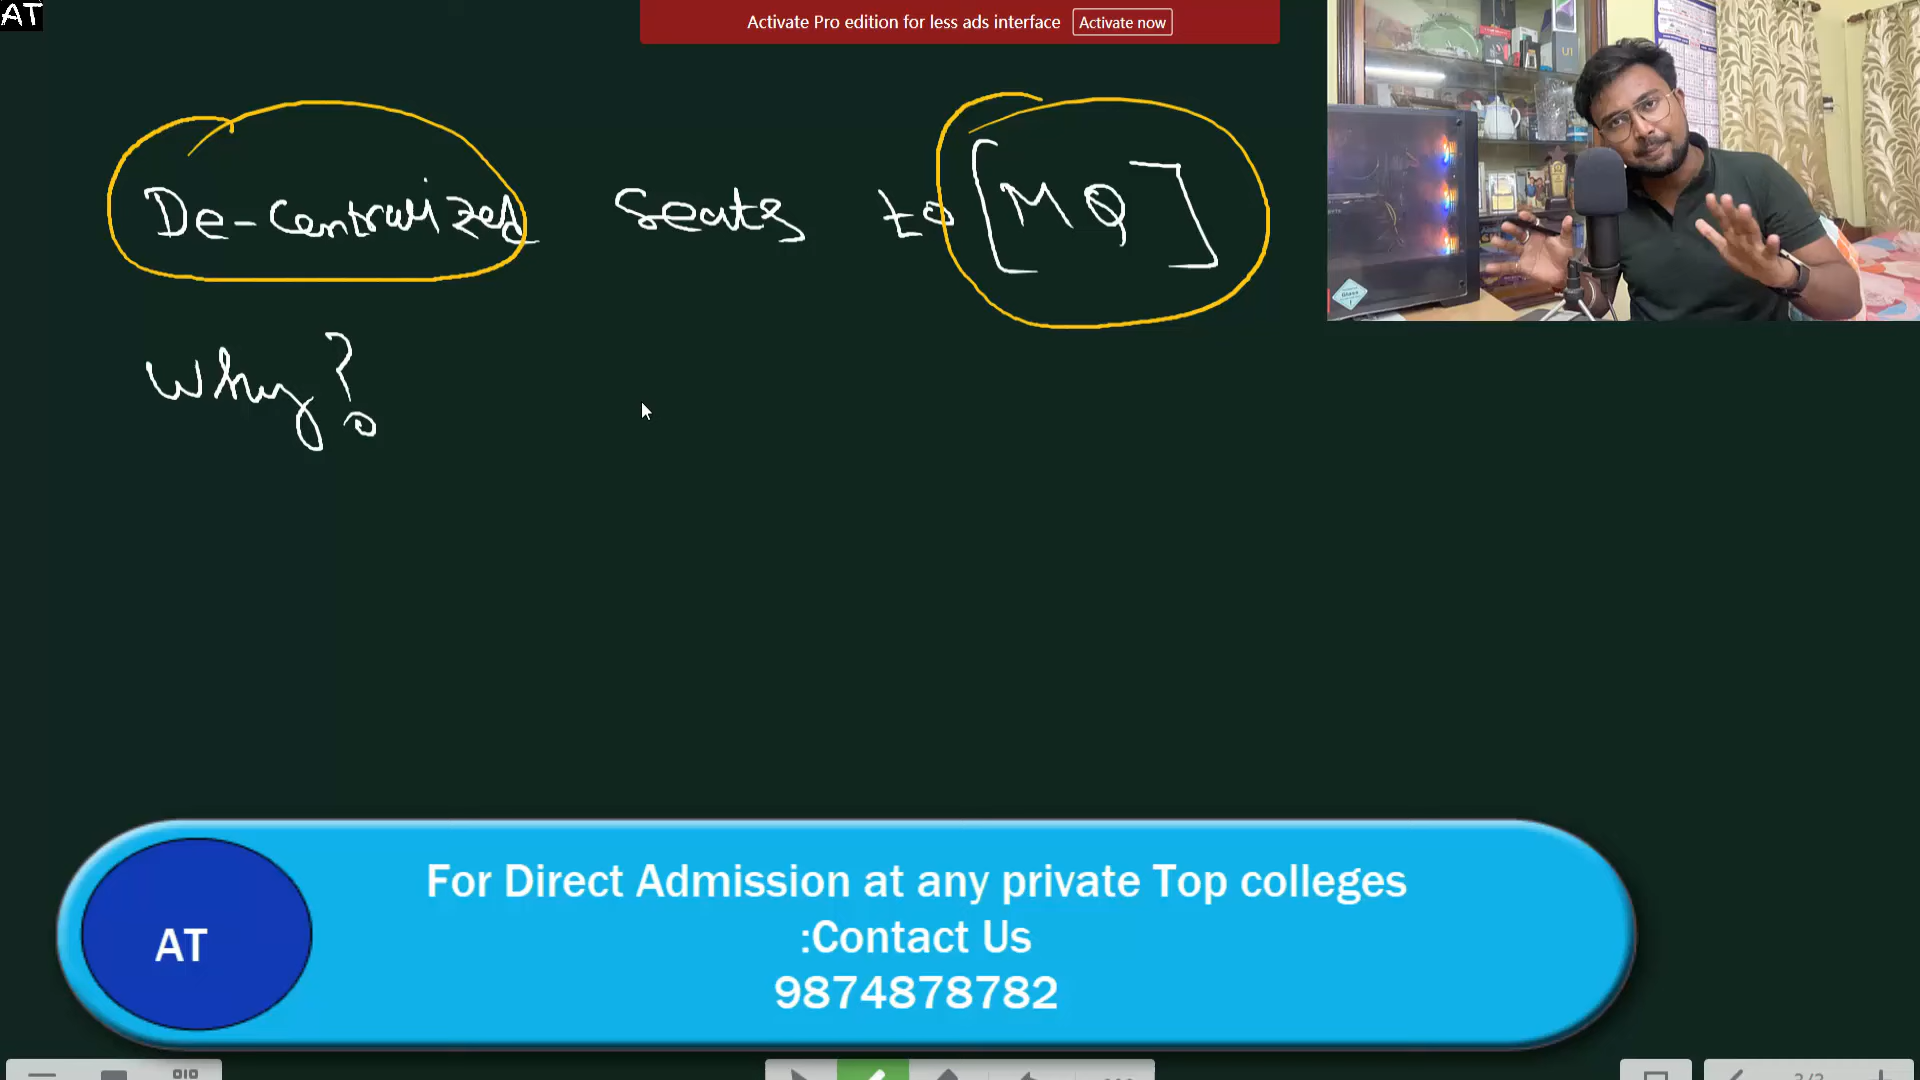 AT
Activate Pro edition for less ads interface Activate now
De-Centralized Seats to [MQ]
Why?
For Direct Admission at any private Top colleges
:Contact Us
9874878782
AT